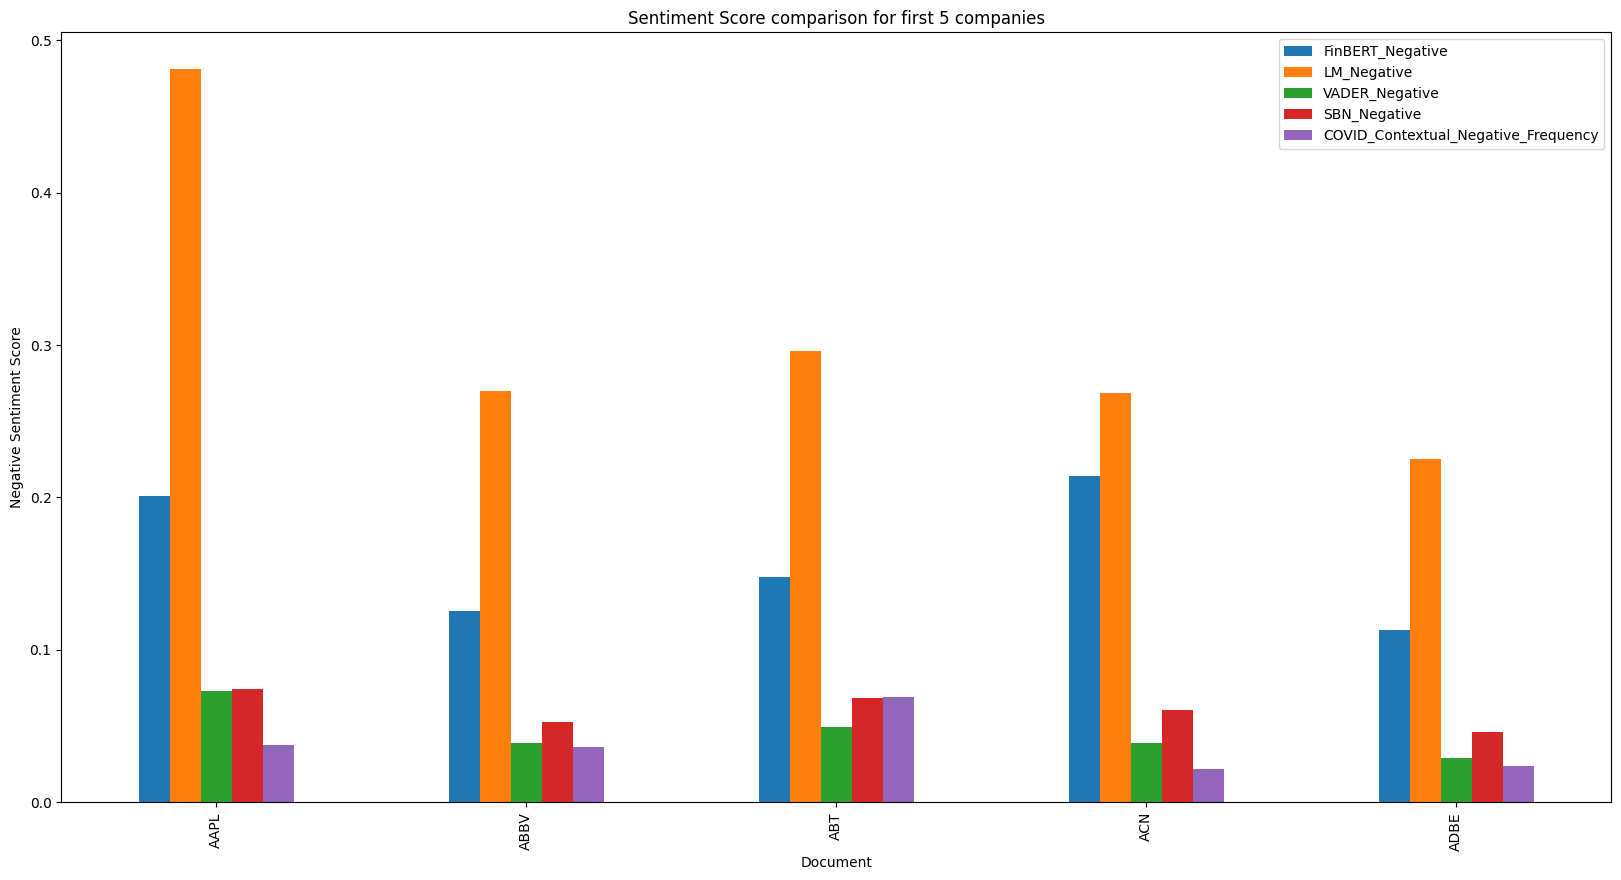 Sentiment Score comparison for first 5 companies
0.5
0.4
0.3
0.2
0.1
0.0
Negative Sentiment Score
FinBERT_Negative
LM_Negative
VADER_Negative
SBN_Negative
COVID_Contextual_Negative_Frequency
AAPL
ABBV
ABT
ACN
ADBE
Document